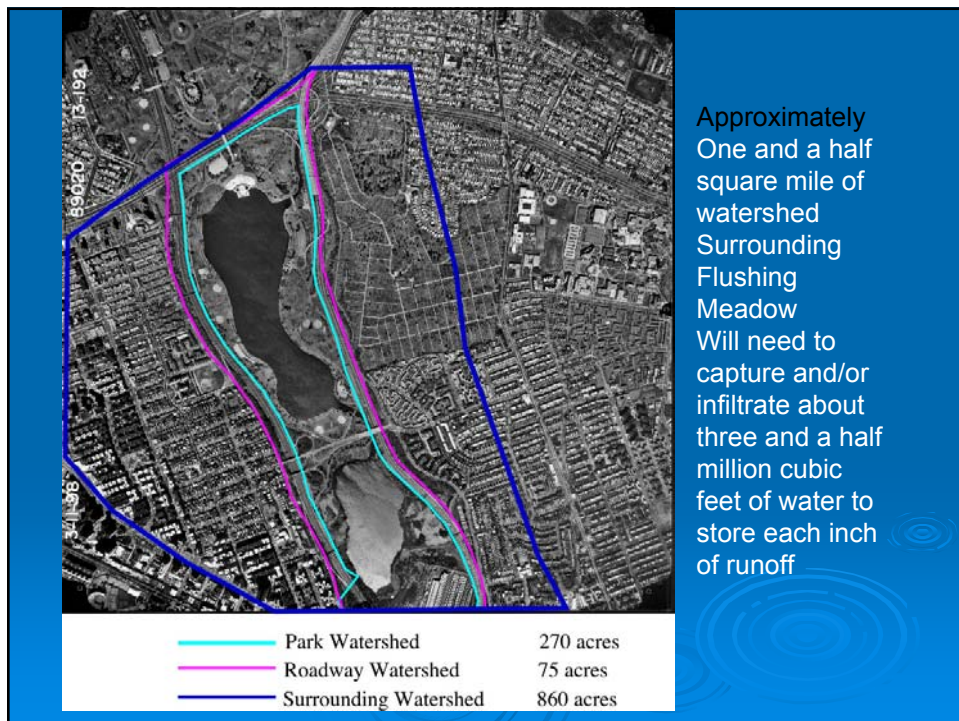 89020 13-192
34-11-98
Approximately
One and a half
square mile of
watershed
Surrounding
Flushing
Meadow
Will need to
capture and/or
infiltrate about
three and a half
million cubic
feet of water to
store each inch
of runoff
Park Watershed 270 acres
Roadway Watershed 75 acres
Surrounding Watershed 860 acres